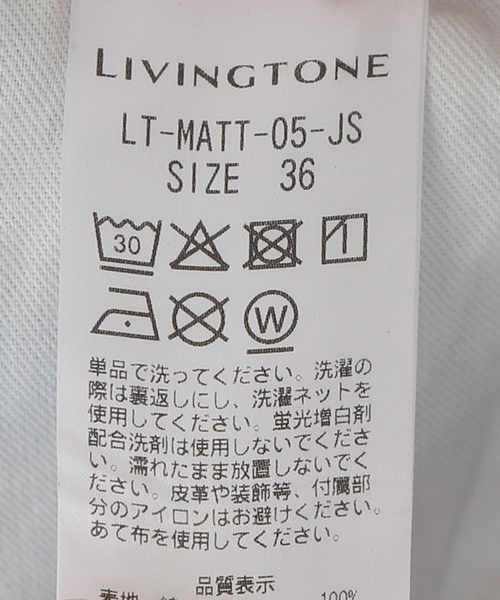 LIVINGTONE
LT-MATT-05-JS
SIZE 36
30
W
単品で洗ってください。洗濯の
際は裏返しにし、洗濯ネットを
使用してください。蛍光増白剤
配合洗剤は使用しないでくださ
い。濡れたまま放置しないでく
ださい。皮革や装飾等、付属部
分のアイロンはお避けください。
あて布を使用してください。
品質表示
表地 100%